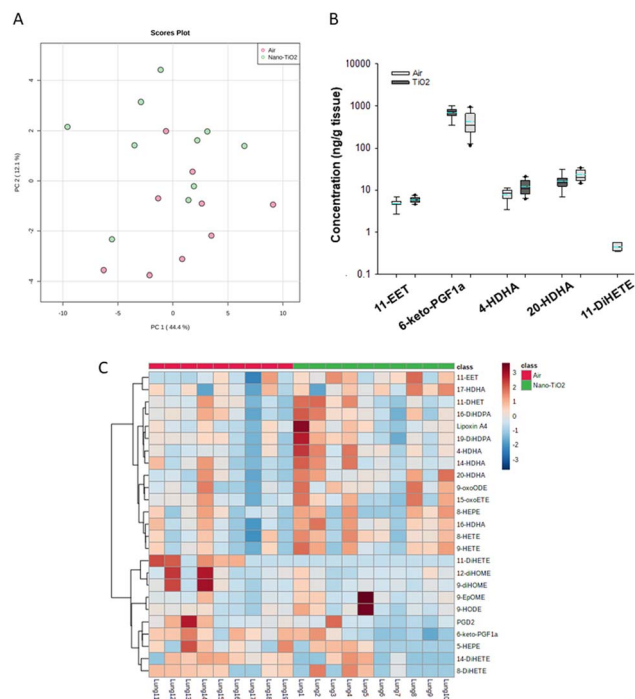 A
Scores Plot
Air
Nano-TiO2
PC 2 ( 12.1 %)
4
2
0
-2
-4
-10
-5
0
5
10
PC 1 ( 44.4 %)
B
Air
TiO2
Concentration (ng/g tissue)
10000
1000
100
10
1
0.1
11-EET
6-keto-PGF1a
4-HDHA
20-HDHA
11-DiHETE
C
class
11-EET
17-HDHA
11-DHET
16-DiHDPA
Lipoxin A4
19-DiHDPA
4-HDHA
14-HDHA
20-HDHA
9-oxoODE
15-oxoETE
8-HEPE
16-HDHA
8-HETE
9-HETE
11-DiHETE
12-diHOME
9-diHOME
9-EpOME
9-HODE
PGD2
6-keto-PGF1a
5-HEPE
14-DiHETE
8-DiHETE
class
Air
Nano-TiO2
3
2
1
0
-1
-2
-3